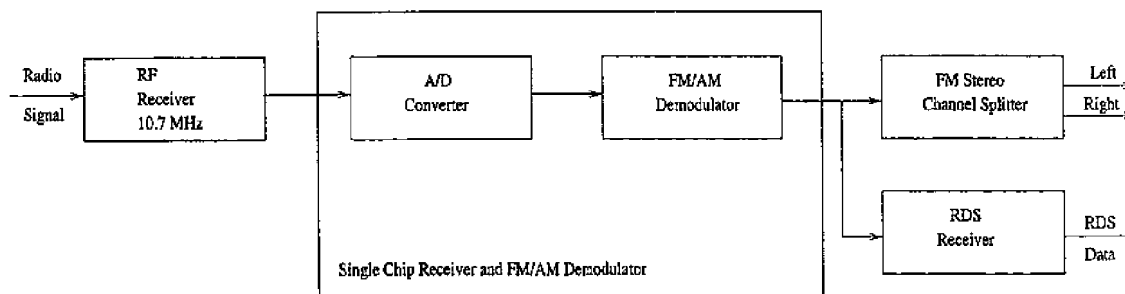 Radio
Signal
RF
Receiver
10.7 MHz
A/D
Converter
FM/AM
Demodulator
FM Stereo
Channel Splitter
Left
Right
RDS
Receiver
RDS
Data
Single Chip Receiver and FM/AM Demodulator